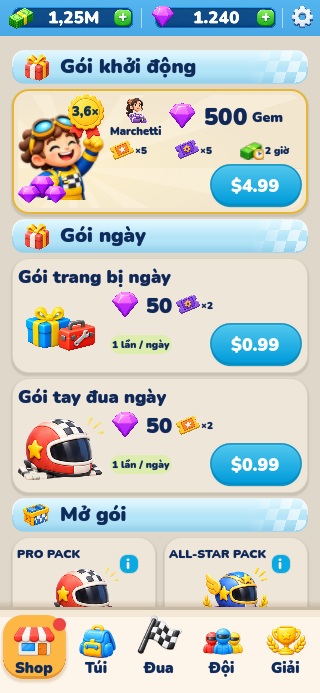 1,25M
1.240
Gói khởi động
3,6×
Marchetti
500 Gem
×5
×5
2 giờ
$4.99
Gói ngày
Gói trang bị ngày
50
×2
1 lần / ngày
$0.99
Gói tay đua ngày
50
×2
1 lần / ngày
$0.99
Mở gói
PRO PACK
i
ALL-STAR PACK
i
Shop
Túi
Đua
Đội
Giải